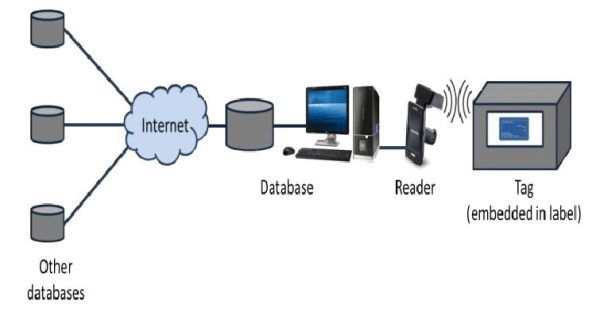 Internet
Database
Reader
Tag
(embedded in label)
Other
databases